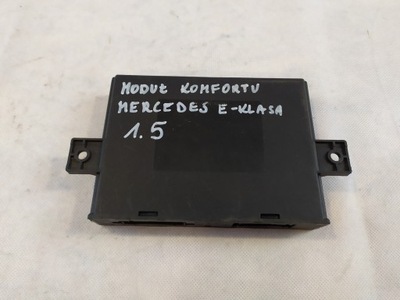 MODUŁ KOMFORTU
MERCEDES E-KLASA
1.5